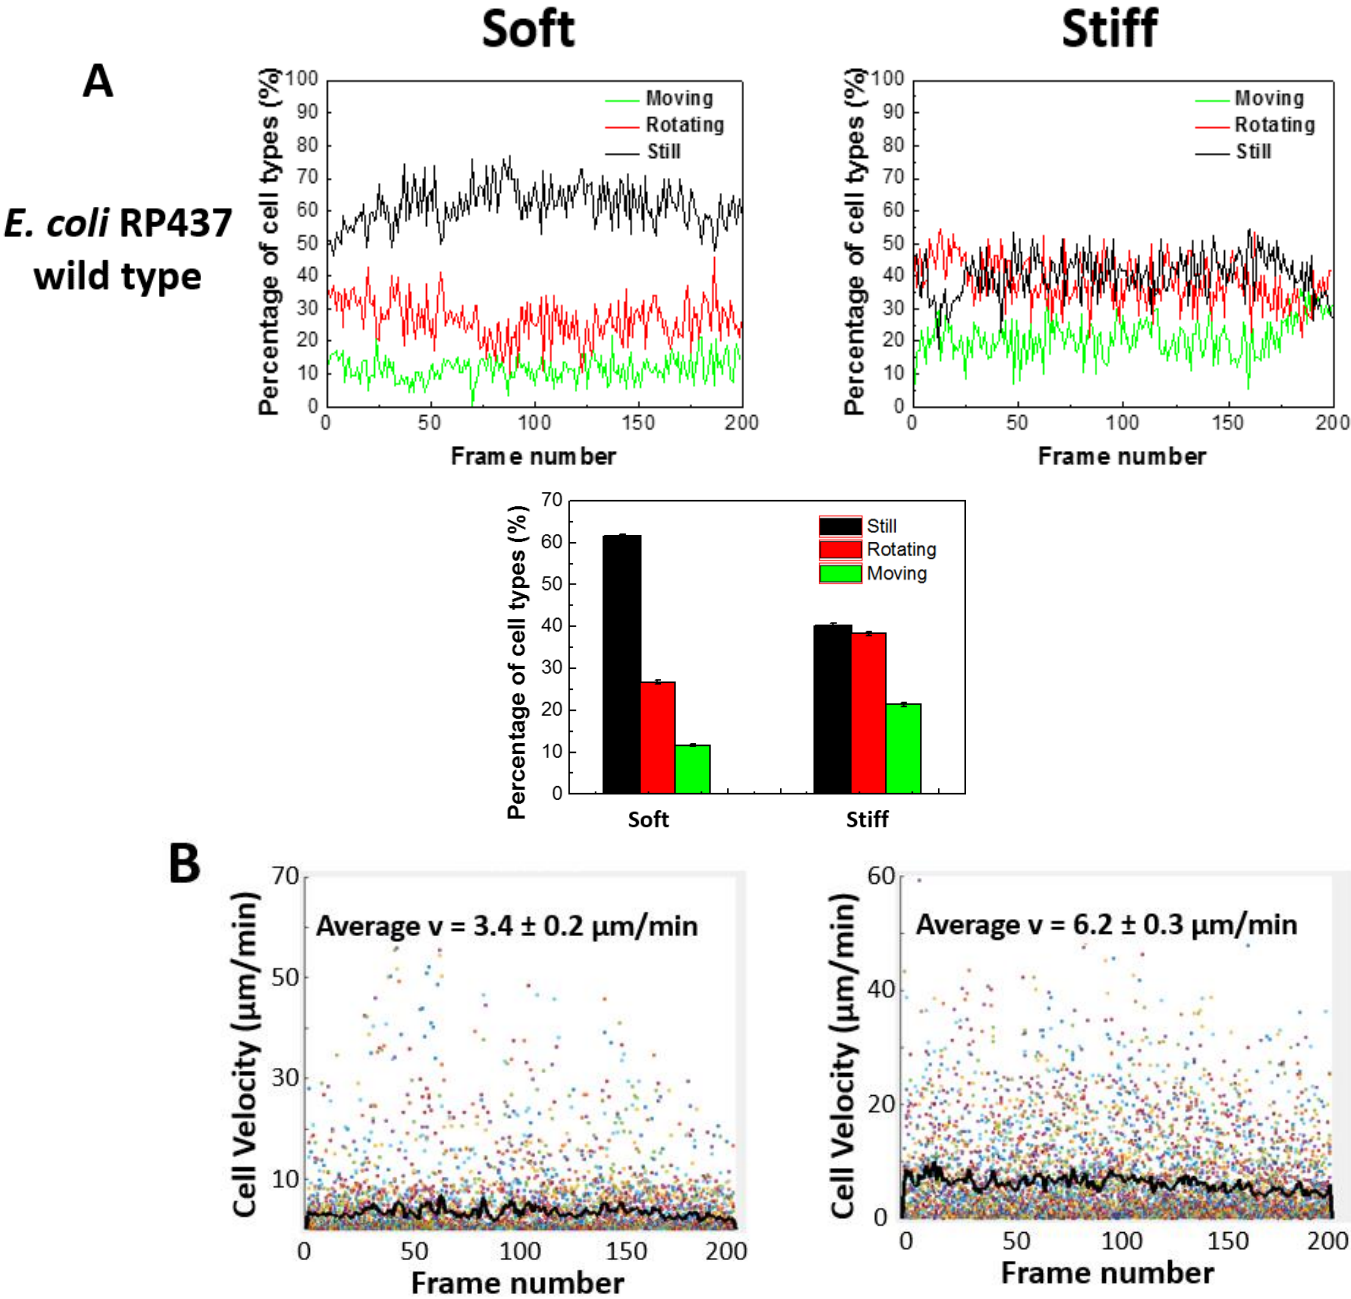 Soft
Stiff
A
E. coli RP437
wild type
Percentage of cell types (%)
100
90
80
70
60
50
40
30
20
10
0
Moving
Rotating
Still
0 50 100 150 200
Frame number
Percentage of cell types (%)
100
90
80
70
60
50
40
30
20
10
0
Moving
Rotating
Still
0 50 100 150 200
Frame number
Percentage of cell types (%)
70
60
50
40
30
20
10
0
Still
Rotating
Moving
Soft Stiff
B
Cell Velocity (µm/min)
70
50
30
10
Average v = 3.4 ± 0.2 µm/min
0 50 100 150 200
Frame number
Cell Velocity (µm/min)
60
40
20
0
Average v = 6.2 ± 0.3 µm/min
0 50 100 150 200
Frame number